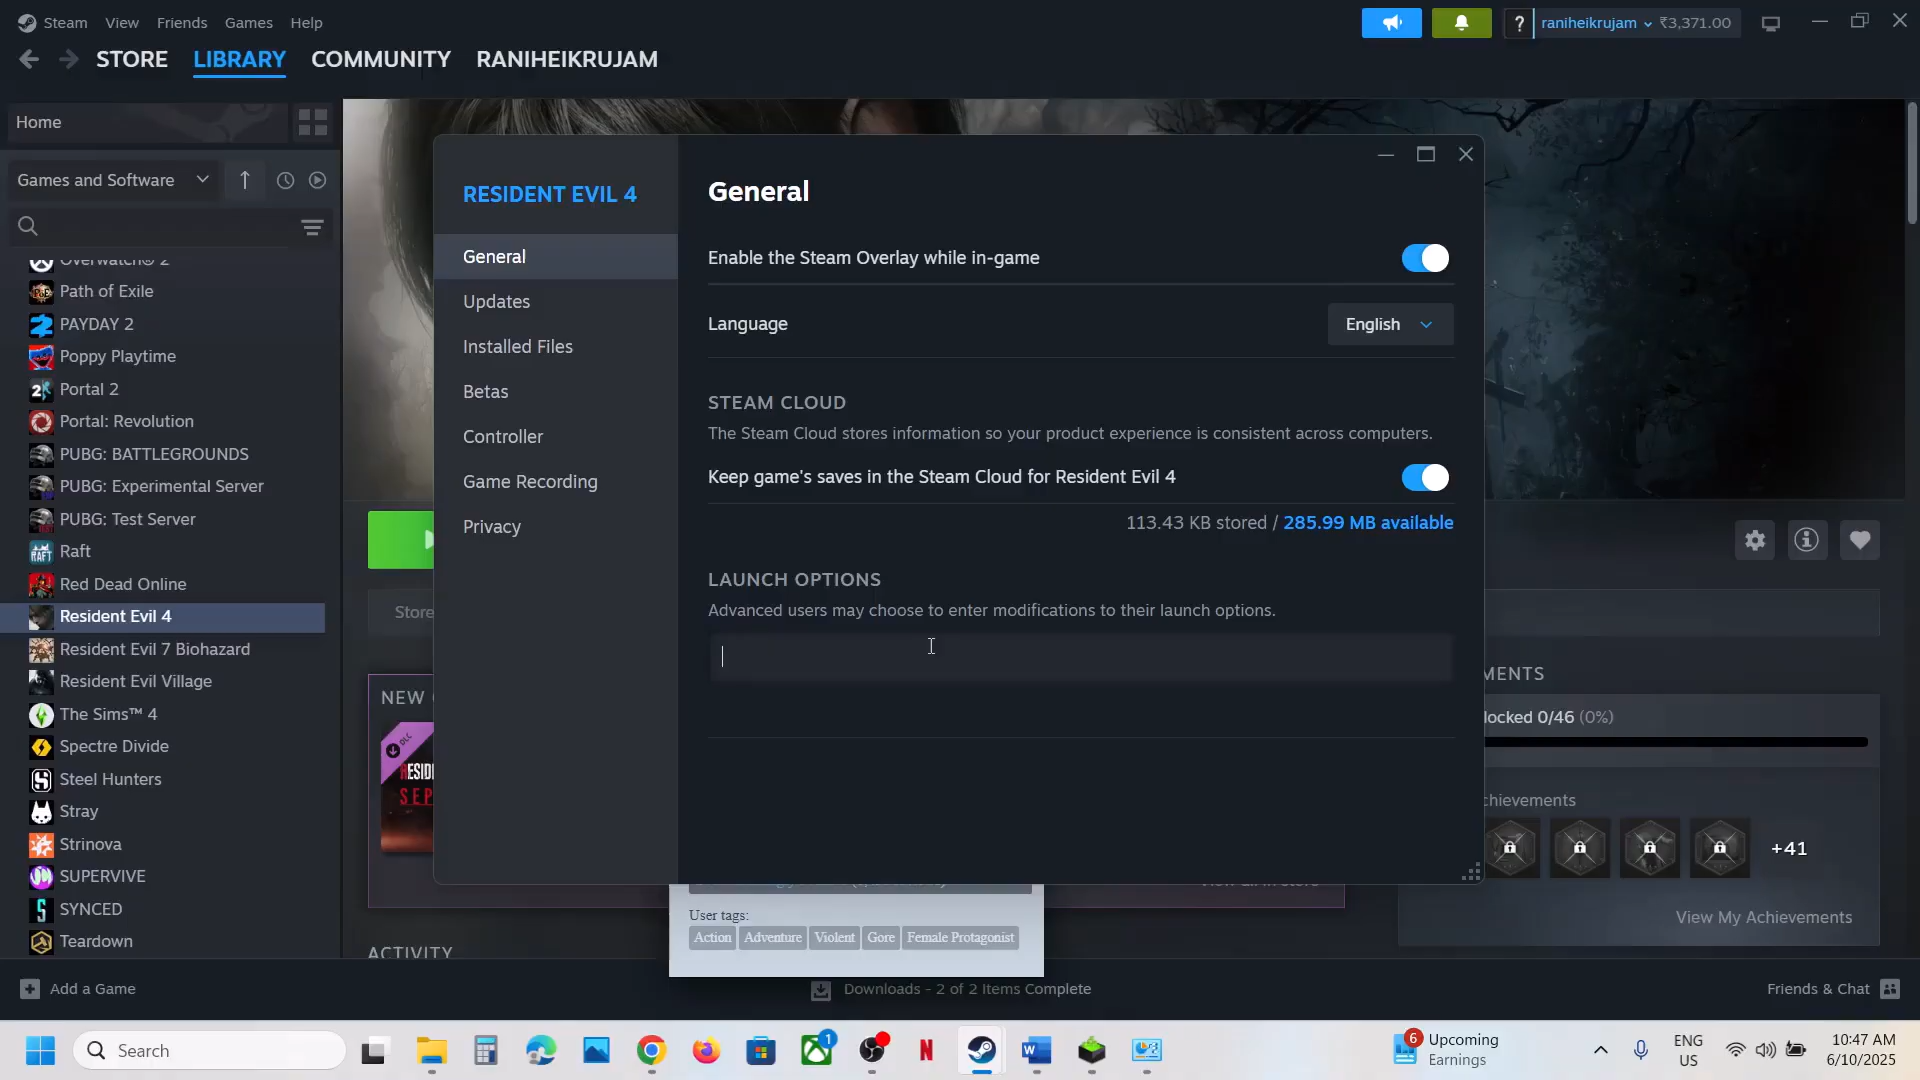 Steam View Friends Games Help
raniheikrujam ₹3,371.00
STORE LIBRARY COMMUNITY RANIHEIKRUJAM
Home
Games and Software
Overwatch® 2
Path of Exile
PAYDAY 2
Poppy Playtime
Portal 2
Portal: Revolution
PUBG: BATTLEGROUNDS
PUBG: Experimental Server
PUBG: Test Server
Raft
Red Dead Online
Resident Evil 4
Resident Evil 7 Biohazard
Resident Evil Village
The Sims™ 4
Spectre Divide
Steel Hunters
Stray
Strinova
SUPERVIVE
SYNCED
Teardown
Add a Game
RESIDENT EVIL 4
General
Updates
Installed Files
Betas
Controller
Game Recording
Privacy
General
Enable the Steam Overlay while in-game
Language English
STEAM CLOUD
The Steam Cloud stores information so your product experience is consistent across computers.
Keep game's saves in the Steam Cloud for Resident Evil 4
113.43 KB stored / 285.99 MB available
LAUNCH OPTIONS
Advanced users may choose to enter modifications to their launch options.
Store
NEW
DLC
RESID
SEP
User tags:
Action Adventure Violent Gore Female Protagonist
ACTIVITY
MENTS
locked 0/46 (0%)
chievements
+41
View My Achievements
Downloads - 2 of 2 Items Complete
Friends & Chat
Search
1
6
Upcoming
Earnings
ENG
US
10:47 AM
6/10/2025